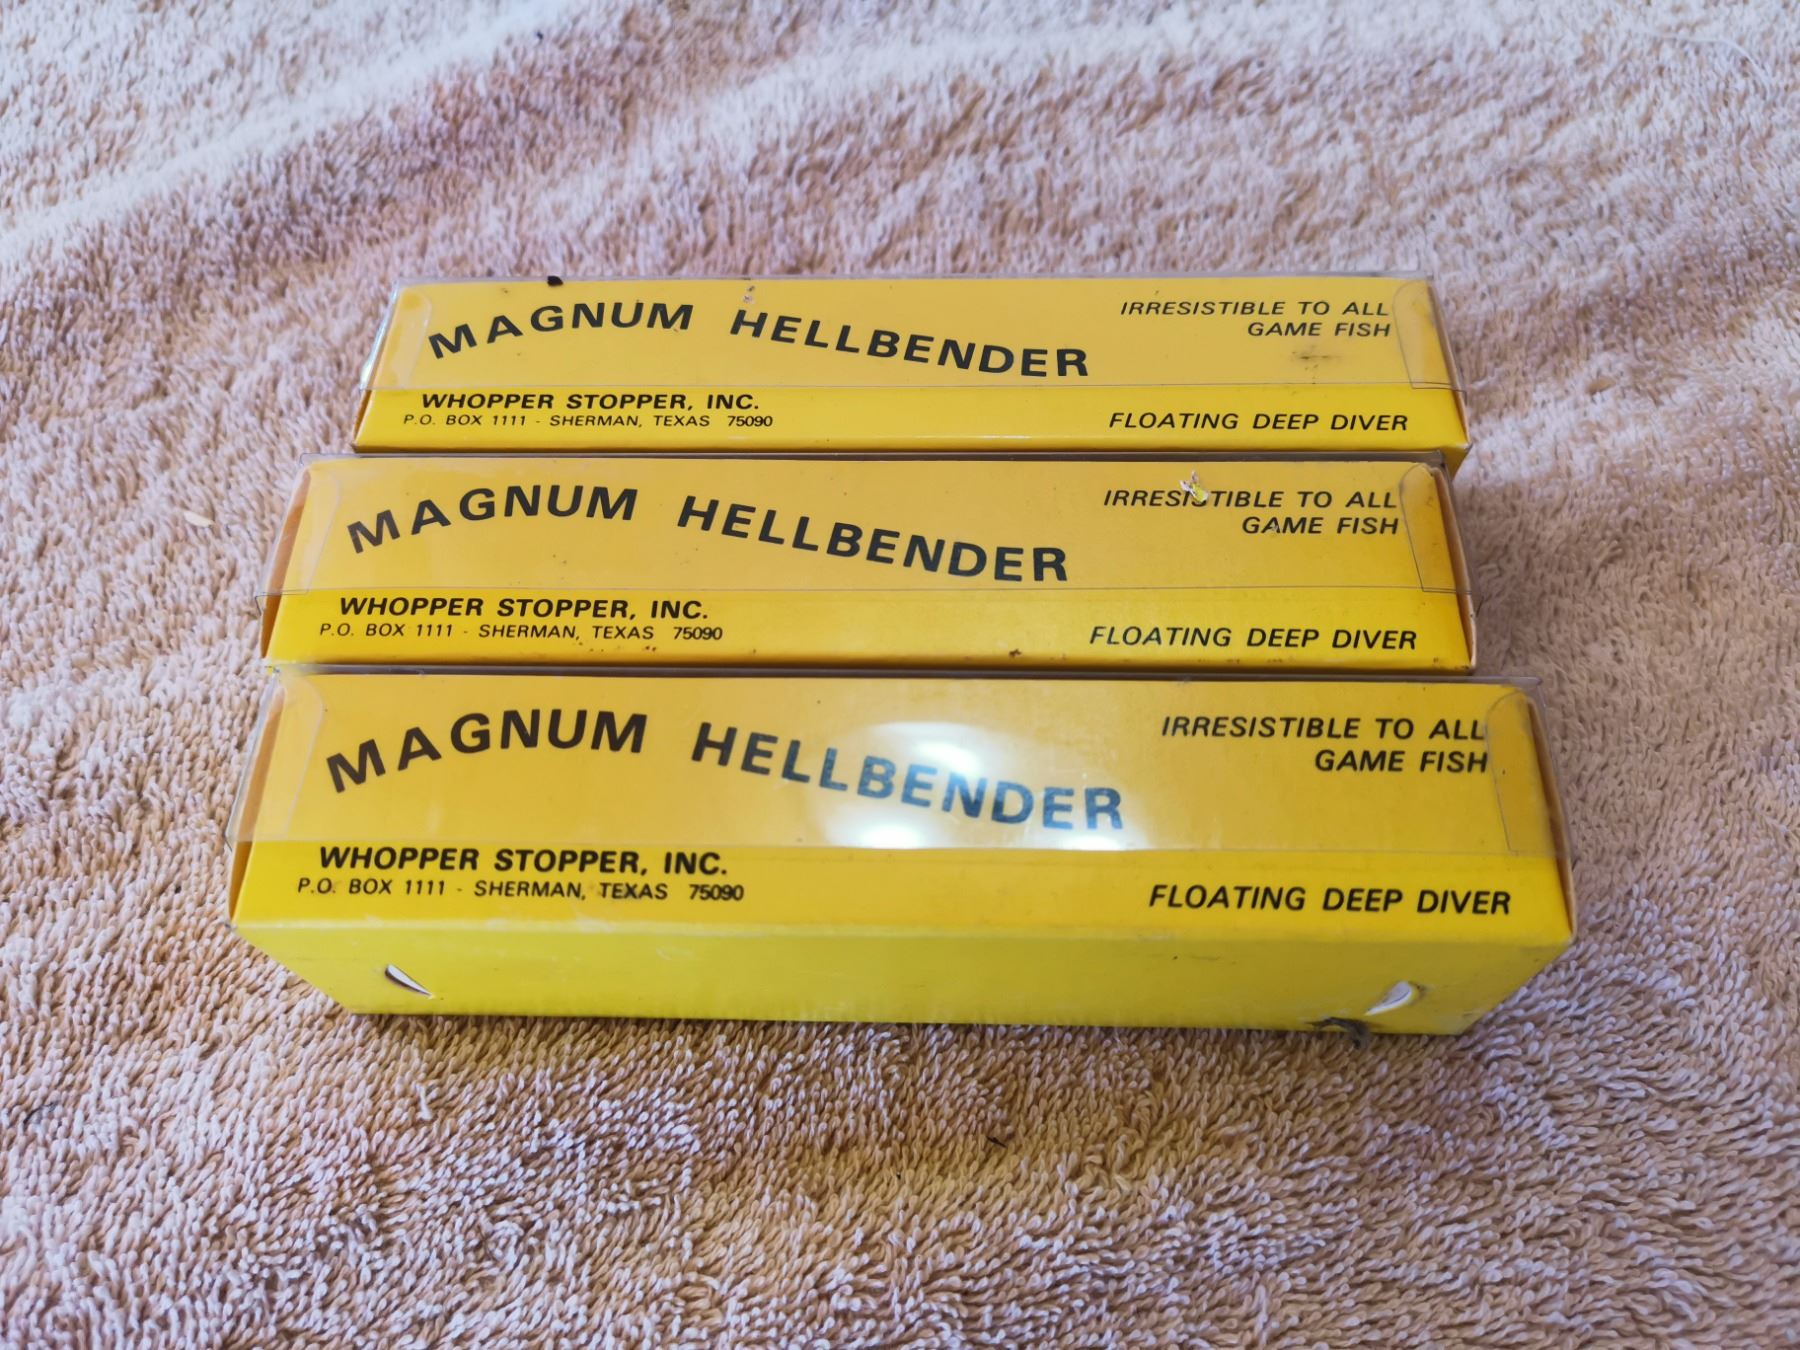 MAGNUM HELLBENDER
IRRESISTIBLE TO ALL
GAME FISH
WHOPPER STOPPER, INC.
P.O. BOX 1111 - SHERMAN, TEXAS 75090
FLOATING DEEP DIVER
MAGNUM HELLBENDER
IRRESISTIBLE TO ALL
GAME FISH
WHOPPER STOPPER, INC.
P.O. BOX 1111 - SHERMAN, TEXAS 75090
FLOATING DEEP DIVER
MAGNUM HELLBENDER
IRRESISTIBLE TO ALL
GAME FISH
WHOPPER STOPPER, INC.
P.O. BOX 1111 - SHERMAN, TEXAS 75090
FLOATING DEEP DIVER